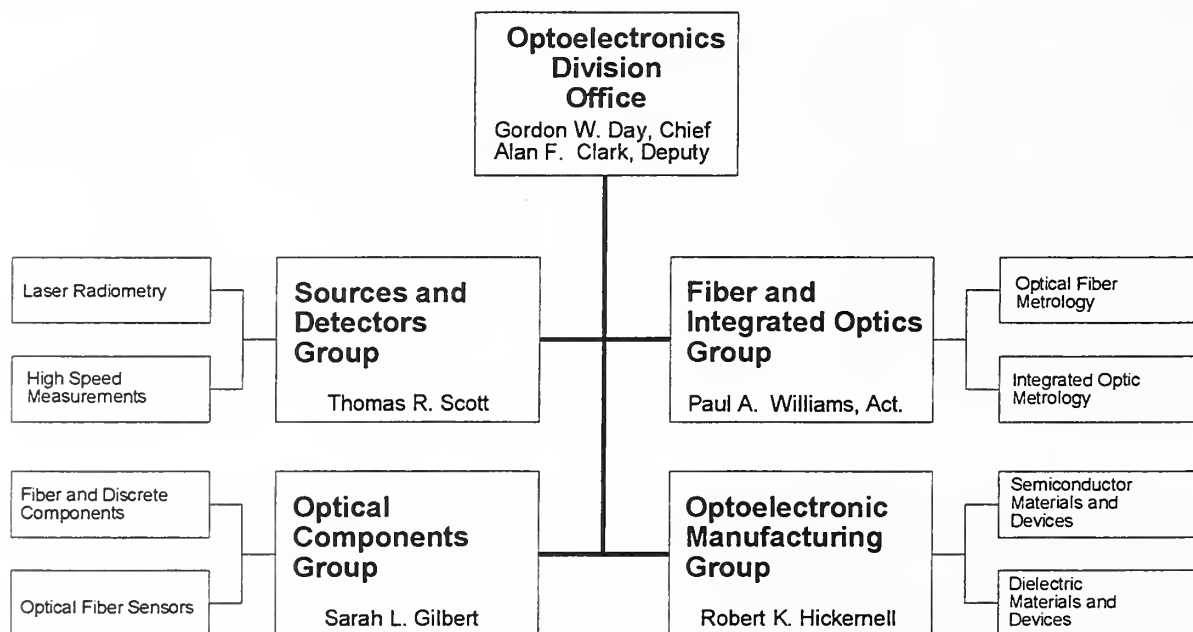 Optoelectronics
Division
Office
Gordon W. Day, Chief
Alan F. Clark, Deputy
Laser Radiometry
High Speed
Measurements
Sources and
Detectors
Group
Thomas R. Scott
Fiber and
Integrated Optics
Group
Paul A. Williams, Act.
Optical Fiber
Metrology
Integrated Optic
Metrology
Fiber and Discrete
Components
Optical Fiber Sensors
Optical
Components
Group
Sarah L. Gilbert
Optoelectronic
Manufacturing
Group
Robert K. Hickernell
Semiconductor
Materials and
Devices
Dielectric
Materials and
Devices